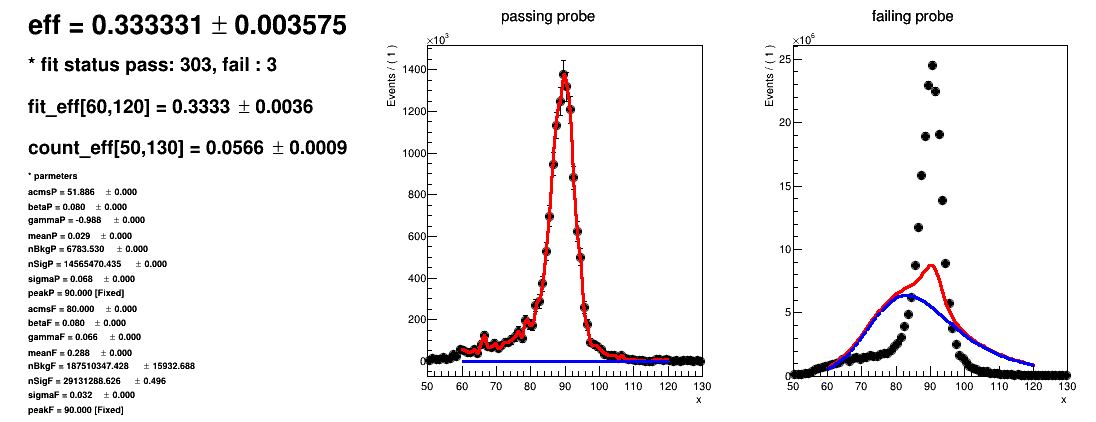 eff = 0.333331 ± 0.003575
* fit status pass: 303, fail : 3
fit_eff[60,120] = 0.3333 ± 0.0036
count_eff[50,130] = 0.0566 ± 0.0009
* parmeters
acmsP = 51.886 ± 0.000
betaP = 0.080 ± 0.000
gammaP = -0.988 ± 0.000
meanP = 0.029 ± 0.000
nBkgP = 6783.530 ± 0.000
nSigP = 14565470.435 ± 0.000
sigmaP = 0.068 ± 0.000
peakP = 90.000 [Fixed]
acmsF = 80.000 ± 0.000
betaF = 0.080 ± 0.000
gammaF = 0.066 ± 0.000
meanF = 0.288 ± 0.000
nBkgF = 187510347.428 ± 15932.688
nSigF = 29131288.626 ± 0.496
sigmaF = 0.032 ± 0.000
peakF = 90.000 [Fixed]
passing probe
×10³
Events / ( 1 )
1400
1200
1000
800
600
400
200
0
50 60 70 80 90 100 110 120 130
x
failing probe
×10⁶
Events / ( 1 )
25
20
15
10
5
0
50 60 70 80 90 100 110 120 130
x